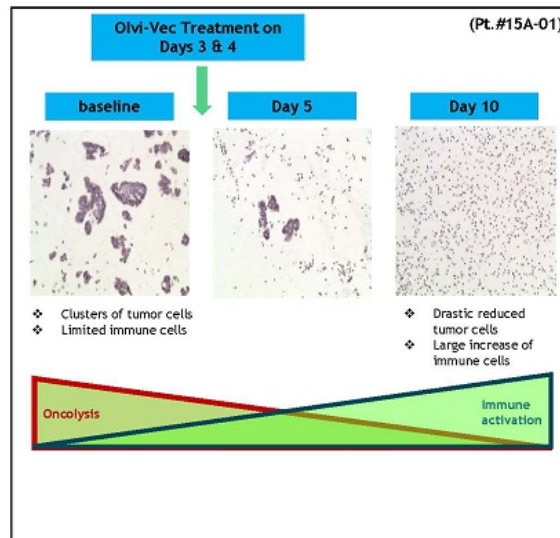 Olvi-Vec Treatment on
Days 3 & 4
(Pt.#15A-01)
baseline
Day 5
Day 10
❖ Clusters of tumor cells
❖ Limited immune cells
❖ Drastic reduced
tumor cells
❖ Large increase of
immune cells
Oncolysis
Immune
activation